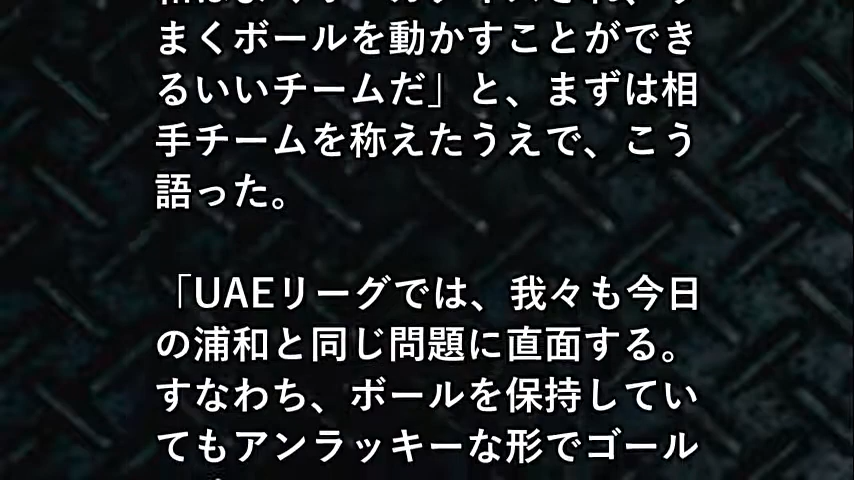 まくボールを動かすことができ
るいいチームだ」と、まずは相
手チームを称えたうえで、こう
語った。
「UAEリーグでは、我々も今日
の浦和と同じ問題に直面する。
すなわち、ボールを保持してい
てもアンラッキーな形でゴール